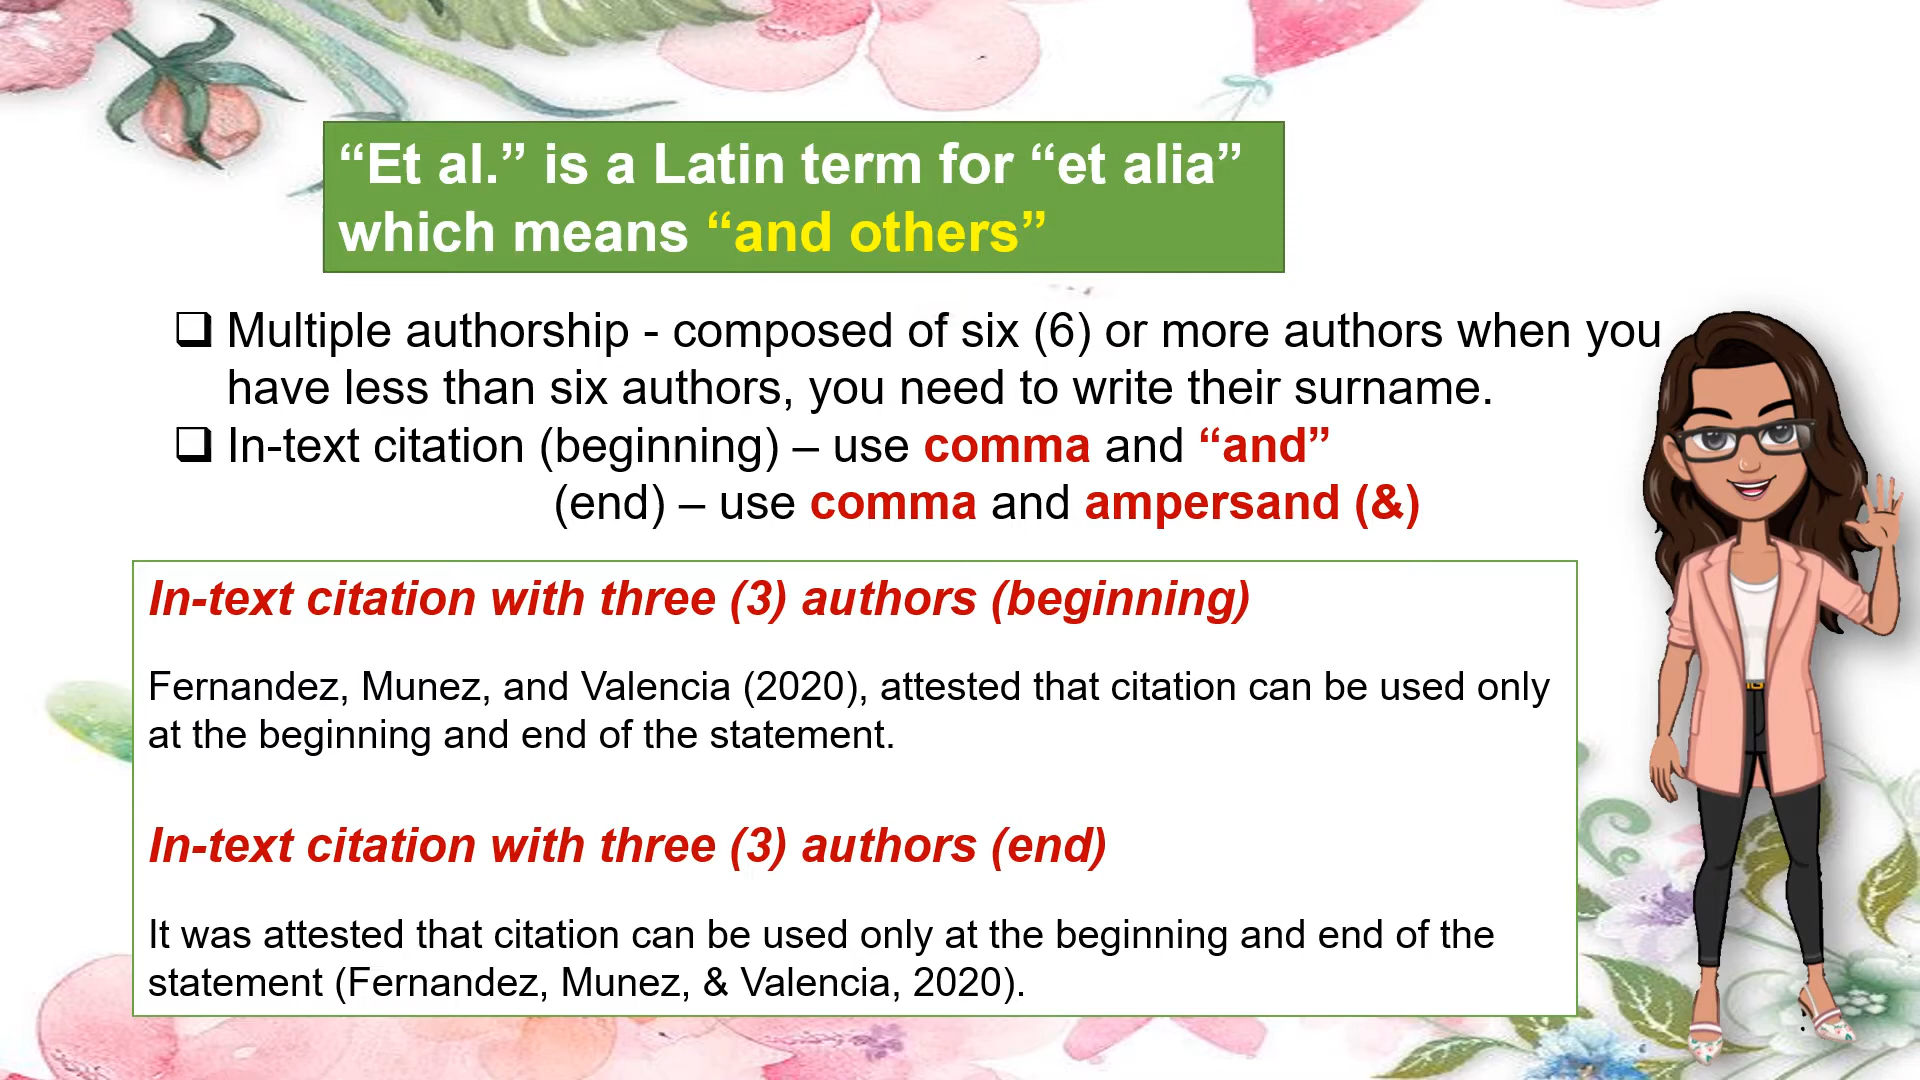 “Et al.” is a Latin term for “et alia”
which means “and others”
Multiple authorship - composed of six (6) or more authors when you
have less than six authors, you need to write their surname.
In-text citation (beginning) – use comma and “and”
(end) – use comma and ampersand (&)
In-text citation with three (3) authors (beginning)
Fernandez, Munez, and Valencia (2020), attested that citation can be used only
at the beginning and end of the statement.
In-text citation with three (3) authors (end)
It was attested that citation can be used only at the beginning and end of the
statement (Fernandez, Munez, & Valencia, 2020).